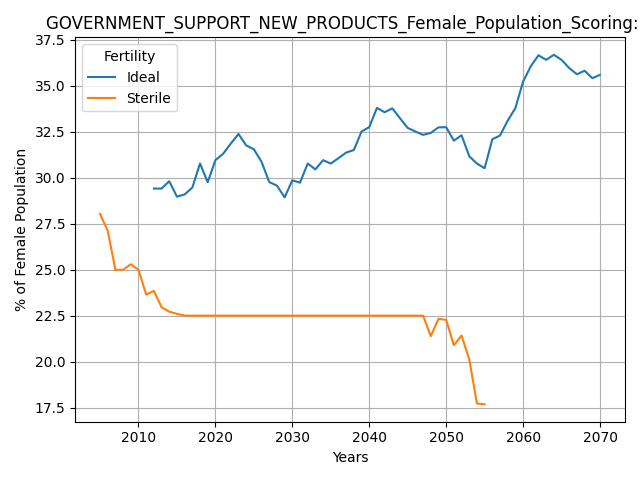 GOVERNMENT_SUPPORT_NEW_PRODUCTS_Female_Population_Scoring:
37.5
35.0
32.5
30.0
27.5
25.0
22.5
20.0
17.5
% of Female Population
Fertility
Ideal
Sterile
2010
2020
2030
2040
2050
2060
2070
Years